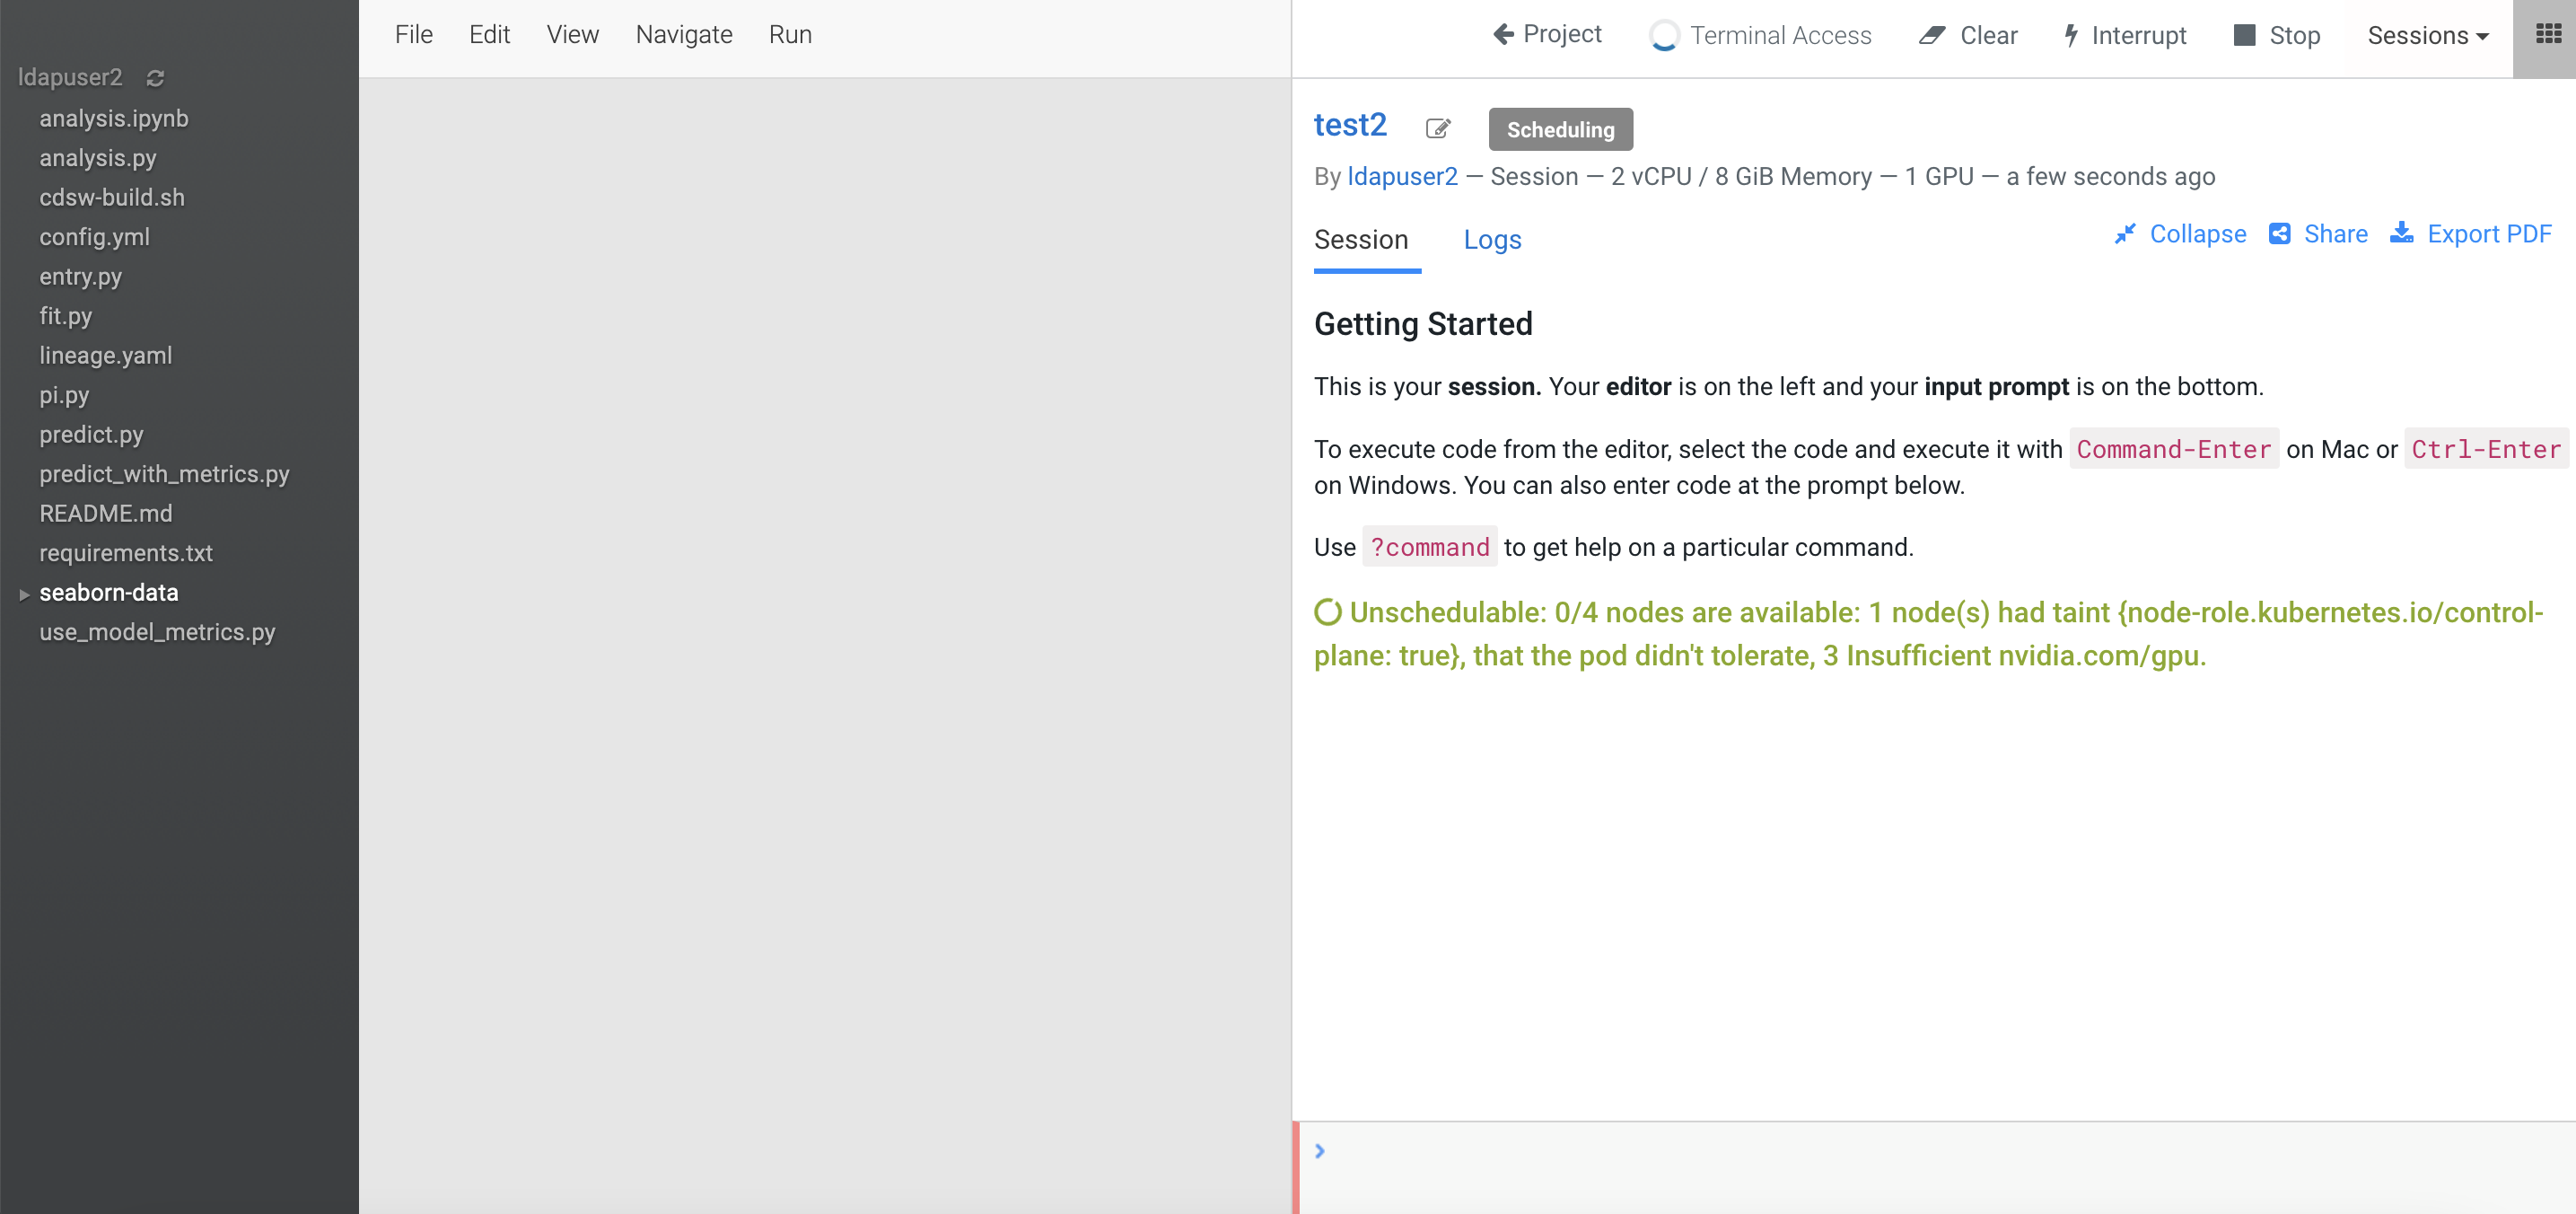 ldapuser2
analysis.ipynb
analysis.py
cdsw-build.sh
config.yml
entry.py
fit.py
lineage.yaml
pi.py
predict.py
predict_with_metrics.py
README.md
requirements.txt
seaborn-data
use_model_metrics.py
File Edit View Navigate Run
Project Terminal Access Clear Interrupt Stop Sessions
test2 Scheduling
By ldapuser2 — Session — 2 vCPU / 8 GiB Memory — 1 GPU — a few seconds ago
Session Logs Collapse Share Export PDF
Getting Started
This is your session. Your editor is on the left and your input prompt is on the bottom.
To execute code from the editor, select the code and execute it with Command-Enter on Mac or Ctrl-Enter
on Windows. You can also enter code at the prompt below.
Use ?command to get help on a particular command.
Unschedulable: 0/4 nodes are available: 1 node(s) had taint {node-role.kubernetes.io/control-
plane: true}, that the pod didn't tolerate, 3 Insufficient nvidia.com/gpu.